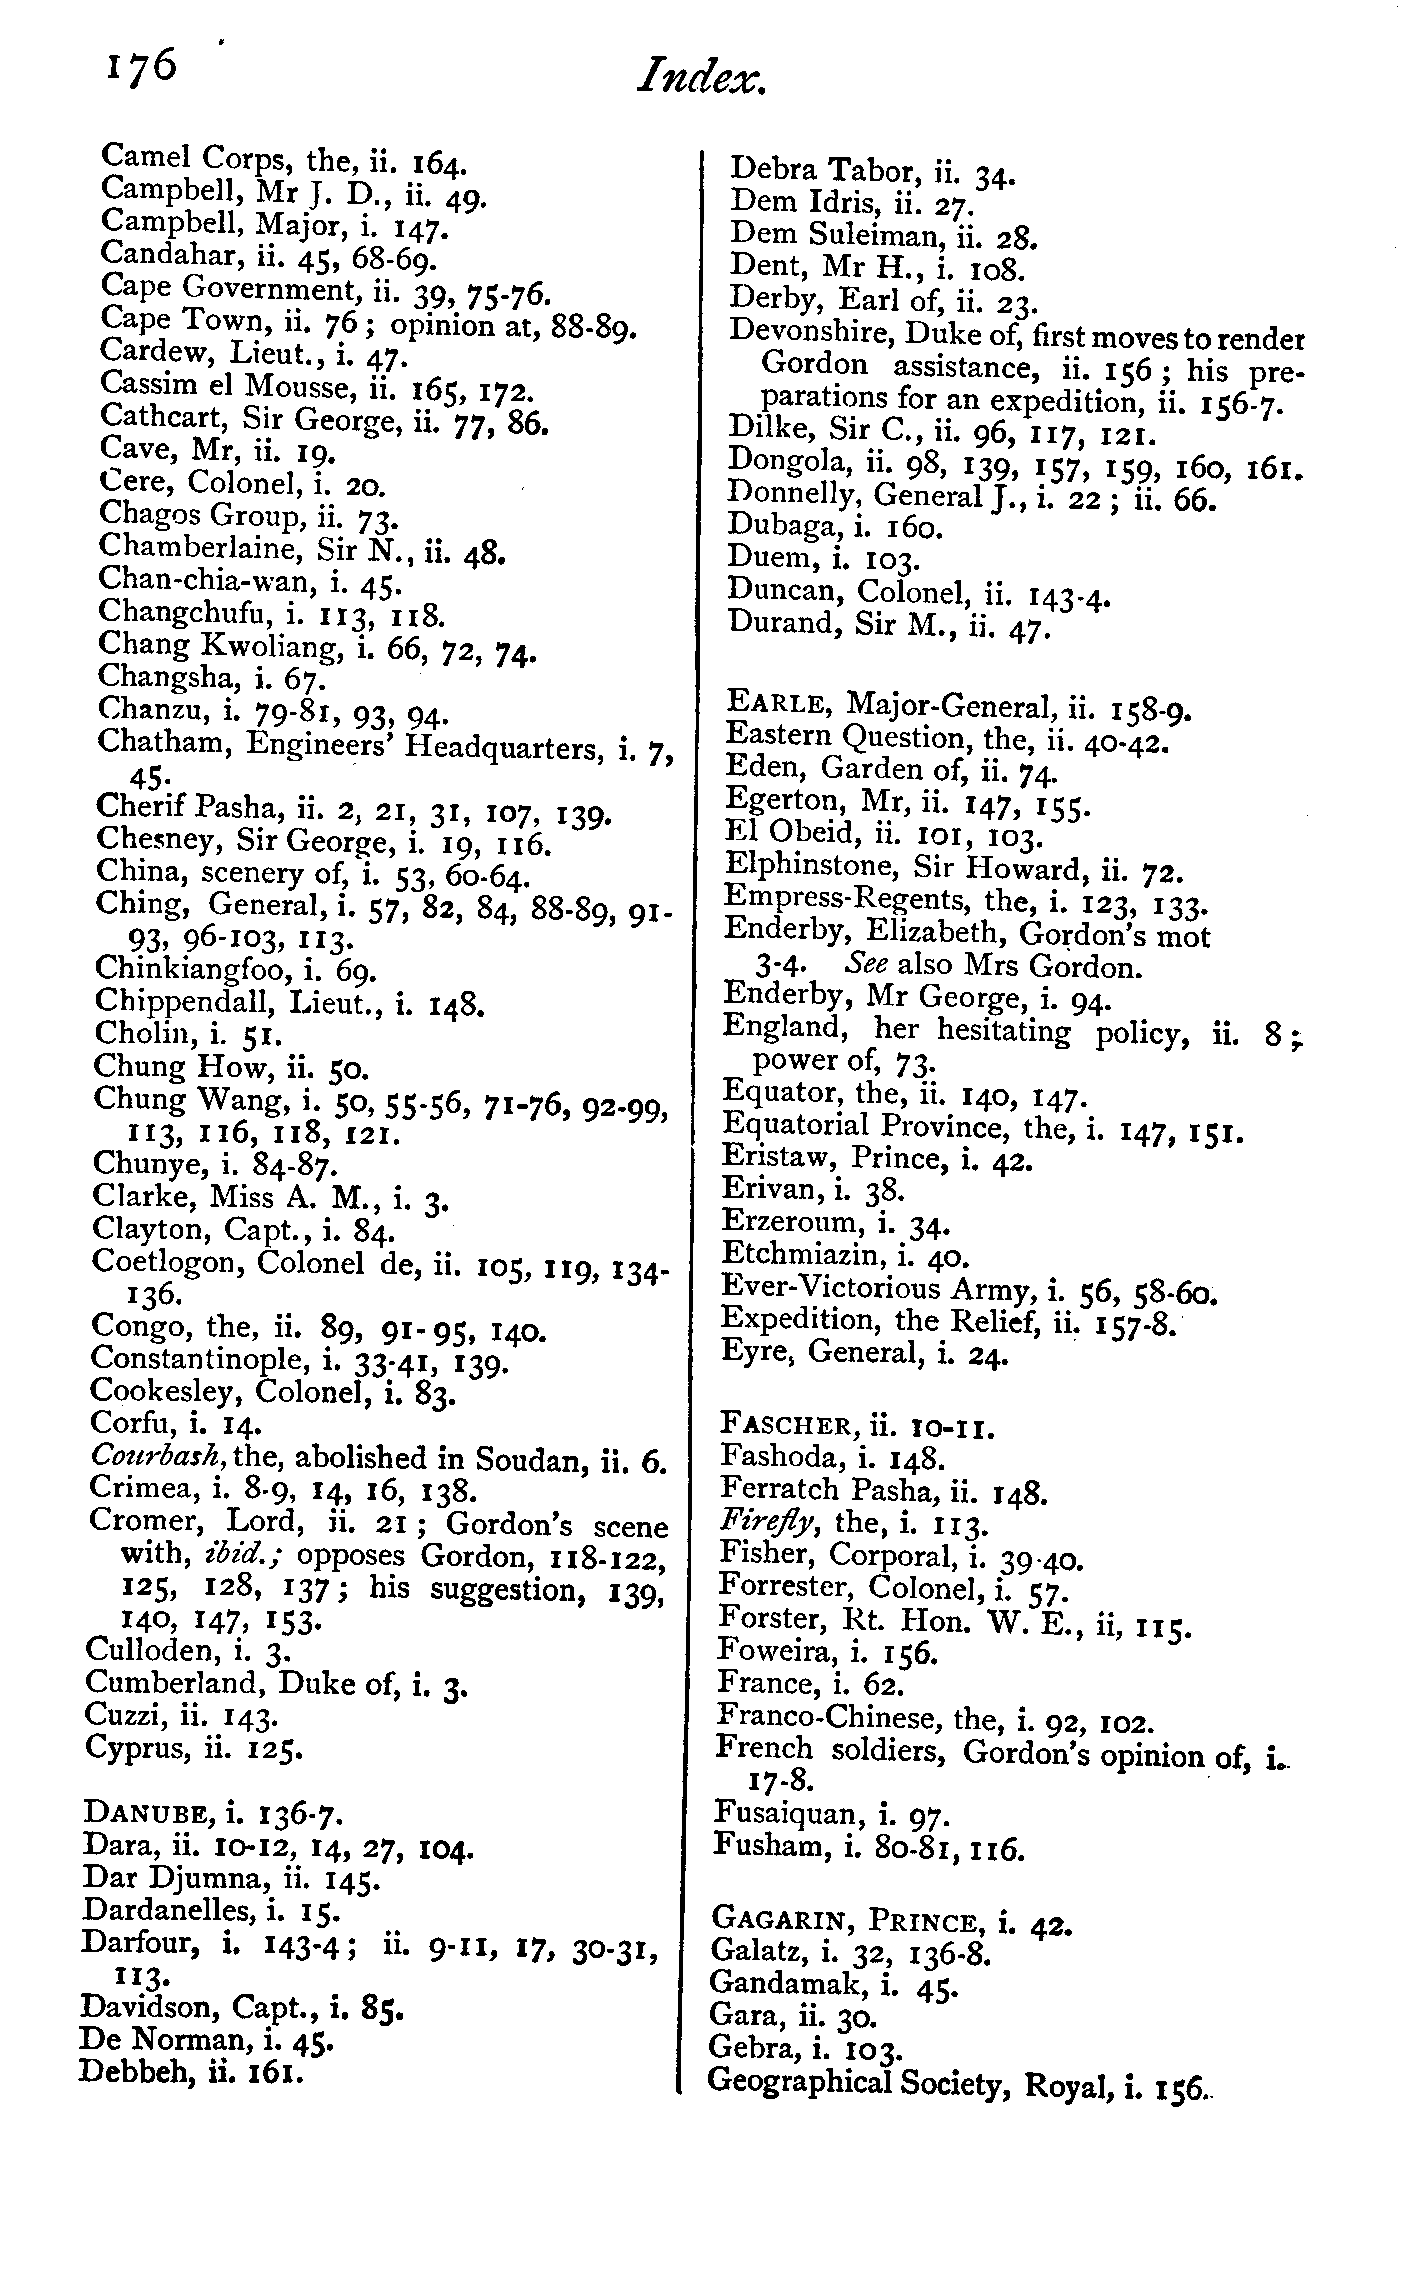 176
Index.
Camel Corps, the, ii. 164.
Campbell, Mr J. D., ii. 49.
Campbell, Major, i. 147.
Candahar, ii. 45, 68-69.
Cape Government, ii. 39, 75-76.
Cape Town, ii. 76 ; opinion at, 88-89.
Cardew, Lieut., i. 47.
Cassim el Mousse, ii. 165, 172.
Cathcart, Sir George, ii. 77, 86.
Cave, Mr, ii. 19.
Cere, Colonel, i. 20.
Chagos Group, ii. 73.
Chamberlaine, Sir N., ii. 48.
Chan-chia-wan, i. 45.
Changchufu, i. 113, 118.
Chang Kwoliang, i. 66, 72, 74.
Changsha, i. 67.
Chanzu, i. 79-81, 93, 94.
Chatham, Engineers' Headquarters, i. 7,
45.
Cherif Pasha, ii. 2, 21, 31, 107, 139.
Chesney, Sir George, i. 19, 116.
China, scenery of, i. 53, 60-64.
Ching, General, i. 57, 82, 84, 88-89, 91-
93, 96-103, 113.
Chinkiangfoo, i. 69.
Chippendall, Lieut., i. 148.
Cholin, i. 51.
Chung How, ii. 50.
Chung Wang, i. 50, 55-56, 71-76, 92-99,
113, 116, 118, 121.
Chunye, i. 84-87.
Clarke, Miss A. M., i. 3.
Clayton, Capt., i. 84.
Coetlogon, Colonel de, ii. 105, 119, 134-
136.
Congo, the, ii. 89, 91-95, 140.
Constantinople, i. 33-41, 139.
Cookesley, Colonel, i. 83.
Corfu, i. 14.
Courbash, the, abolished in Soudan, ii. 6.
Crimea, i. 8-9, 14, 16, 138.
Cromer, Lord, ii. 21 ; Gordon's scene
with, ibid.; opposes Gordon, 118-122,
125, 128, 137 ; his suggestion, 139,
140, 147, 153.
Culloden, i. 3.
Cumberland, Duke of, i. 3.
Cuzzi, ii. 143.
Cyprus, ii. 125.
DANUBE, i. 136-7.
Dara, ii. 10-12, 14, 27, 104.
Dar Djumna, ii. 145.
Dardanelles, i. 15.
Darfour, i. 143-4 ; ii. 9-11, 17, 30-31,
113.
Davidson, Capt., i. 85.
De Norman, i. 45.
Debbeh, ii. 161.
Debra Tabor, ii. 34.
Dem Idris, ii. 27.
Dem Suleiman, ii. 28.
Dent, Mr H., i. 108.
Derby, Earl of, ii. 23.
Devonshire, Duke of, first moves to render
Gordon assistance, ii. 156 ; his pre-
parations for an expedition, ii. 156-7.
Dilke, Sir C., ii. 96, 117, 121.
Dongola, ii. 98, 139, 157, 159, 160, 161.
Donnelly, General J., i. 22 ; ii. 66.
Dubaga, i. 160.
Duem, i. 103.
Duncan, Colonel, ii. 143-4.
Durand, Sir M., ii. 47.
EARLE, Major-General, ii. 158-9.
Eastern Question, the, ii. 40-42.
Eden, Garden of, ii. 74.
Egerton, Mr, ii. 147, 155.
El Obeid, ii. 101, 103.
Elphinstone, Sir Howard, ii. 72.
Empress-Regents, the, i. 123, 133.
Enderby, Elizabeth, Gordon's mot
3-4. See also Mrs Gordon.
Enderby, Mr George, i. 94.
England, her hesitating policy, ii. 8 ;
power of, 73.
Equator, the, ii. 140, 147.
Equatorial Province, the, i. 147, 151.
Eristaw, Prince, i. 42.
Erivan, i. 38.
Erzeroum, i. 34.
Etchmiazin, i. 40.
Ever-Victorious Army, i. 56, 58-60.
Expedition, the Relief, ii. 157-8.
Eyre, General, i. 24.
FASCHER, ii. 10-11.
Fashoda, i. 148.
Ferratch Pasha, ii. 148.
Firefly, the, i. 113.
Fisher, Corporal, i. 39-40.
Forrester, Colonel, i. 57.
Forster, Rt. Hon. W. E., ii, 115.
Foweira, i. 156.
France, i. 62.
Franco-Chinese, the, i. 92, 102.
French soldiers, Gordon's opinion of, i.
17-8.
Fusaiquan, i. 97.
Fusham, i. 80-81, 116.
GAGARIN, PRINCE, i. 42.
Galatz, i. 32, 136-8.
Gandamak, i. 45.
Gara, ii. 30.
Gebra, i. 103.
Geographical Society, Royal, i. 156.